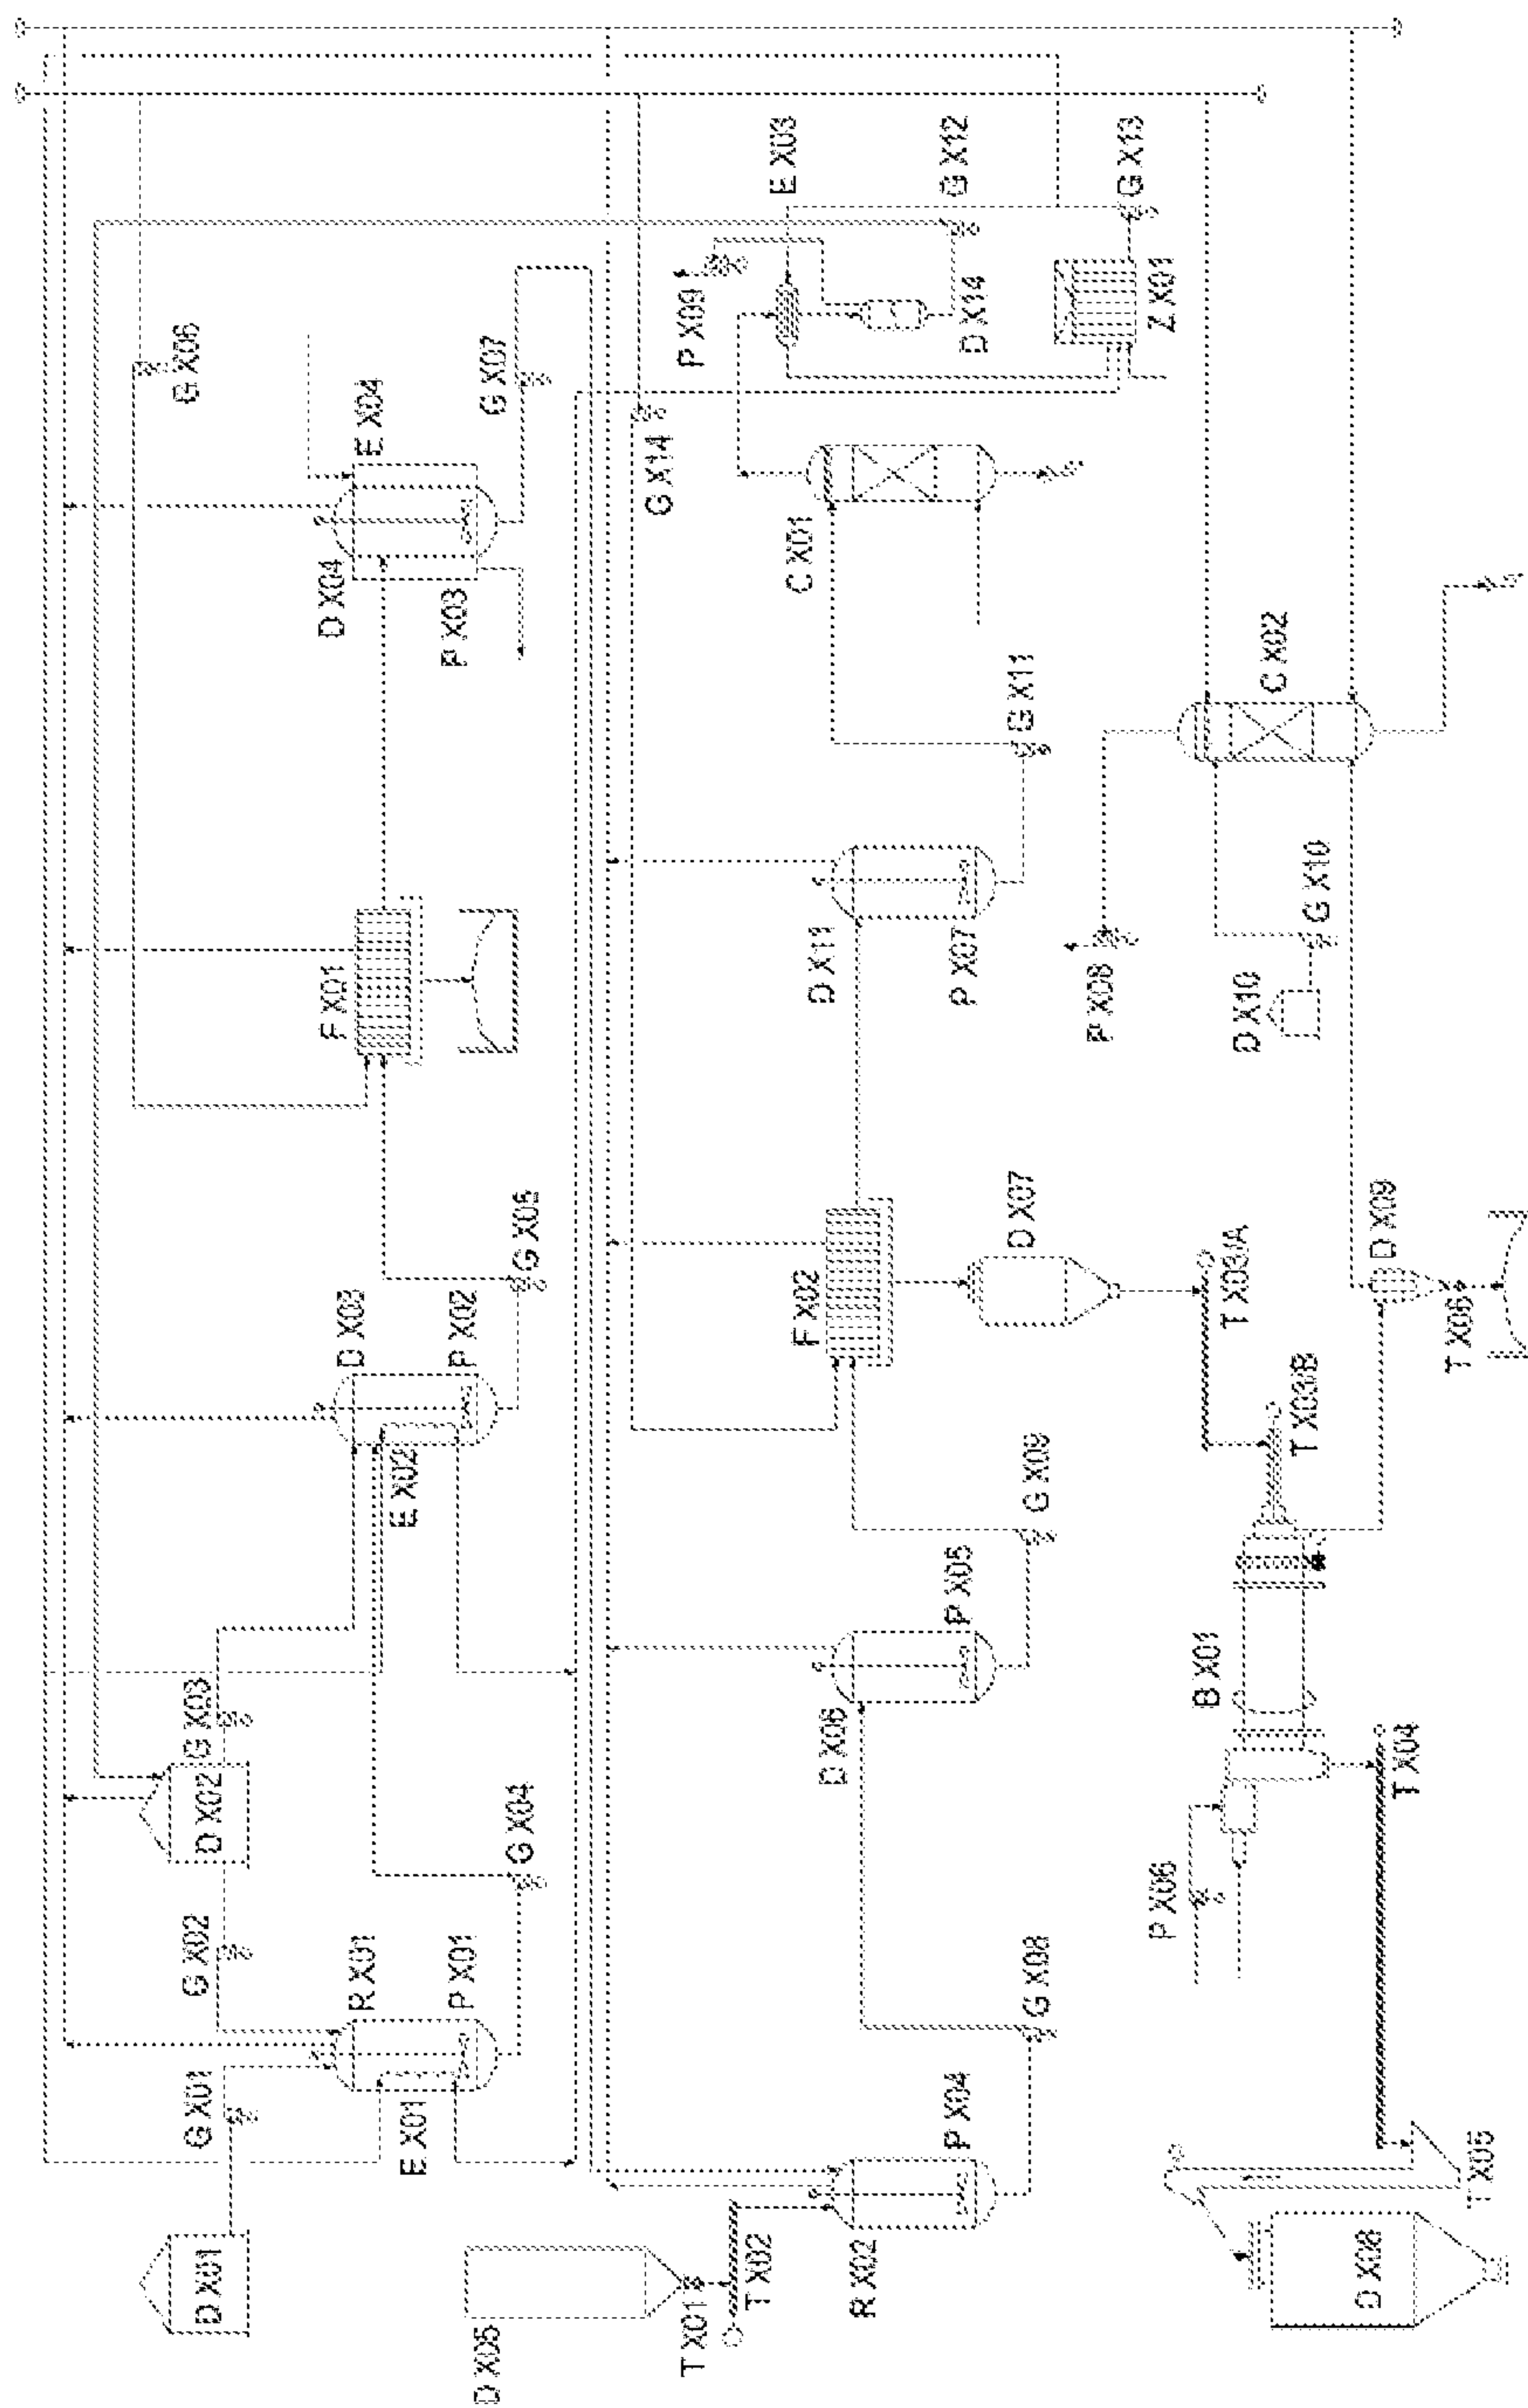 D X01
G X01
G X02
R X01
E X01
P X01
G X04
D X02
G X03
D X03
E X02
P X02
G X05
F X01
G X06
D X04
E X04
P X03
G X07
D X05
T X01
T X02
R X02
P X04
G X08
D X06
P X05
G X09
F X02
D X07
G X14
D X11
P X07
G X11
C X01
P X09
E X03
D X14
G X12
Z X01
G X13
D X08
T X05
T X04
P X06
B X01
T X03/B
T X03/A
D X09
T X06
P X08
D X10
G X10
C X02